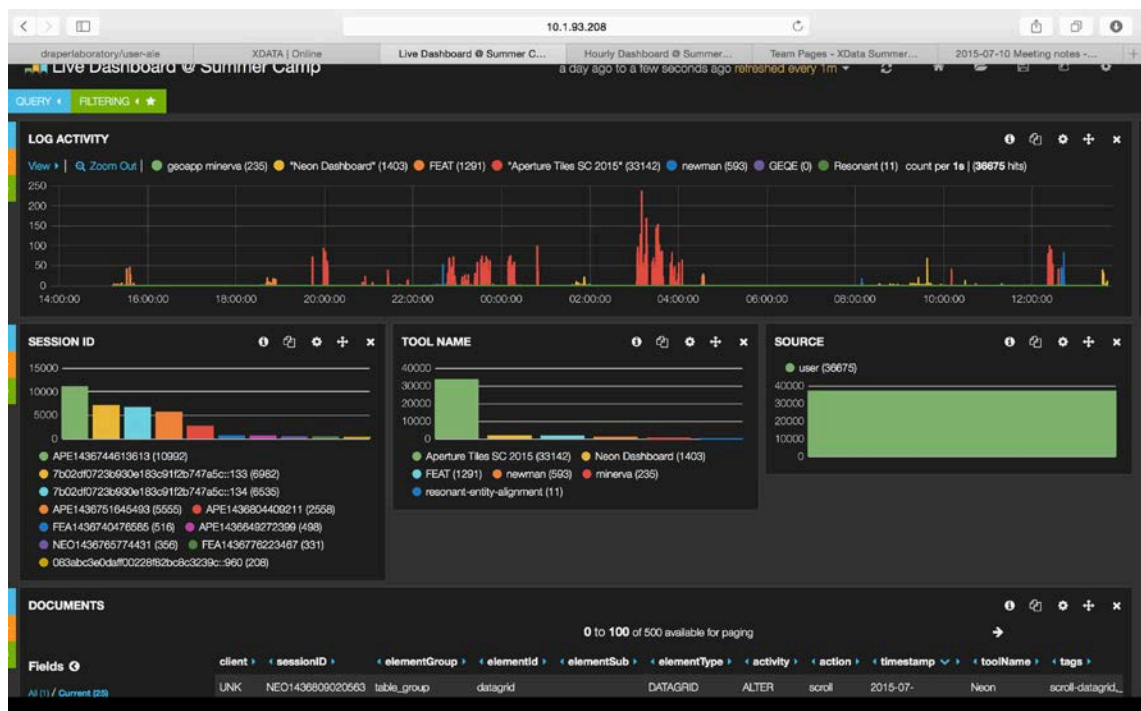 10.1.93.208
draperlaboratory/user-ale XDATA | Online Live Dashboard @ Summer C... Hourly Dashboard @ Summer... Team Pages - XData Summer... 2015-07-10 Meeting notes -...
Live Dashboard @ Summer Camp a day ago to a few seconds ago refreshed every 1m
QUERY FILTERING
LOG ACTIVITY
View | Zoom Out | geoapp minerva (235) "Neon Dashboard" (1403) FEAT (1291) "Aperture Tiles SC 2015" (33142) newman (593) GEQE (0) Resonant (11) count per 1s | (36675 hits)
250
200
150
100
50
0
14:00:00 16:00:00 18:00:00 20:00:00 22:00:00 00:00:00 02:00:00 04:00:00 06:00:00 08:00:00 10:00:00 12:00:00
SESSION ID
15000
10000
5000
0
APE1436744613613 (10992)
7b02df0723b930e183c91f2b747a5c::133 (6982)
7b02df0723b930e183c91f2b747a5c::134 (6535)
APE1436751645493 (5555) APE1436804409211 (2558)
FEA1436740476585 (516) APE1436649272399 (498)
NEO1436765774431 (356) FEA1436776223467 (331)
083abc3e0daff00228f82bc8c3239c::960 (208)
TOOL NAME
40000
30000
20000
10000
0
Aperture Tiles SC 2015 (33142) Neon Dashboard (1403)
FEAT (1291) newman (593) minerva (235)
resonant-entity-alignment (11)
SOURCE
user (36675)
40000
30000
20000
10000
0
DOCUMENTS
0 to 100 of 500 available for paging
Fields
All (1) / Current (25)
client sessionID elementGroup elementId elementSub elementType activity action timestamp toolName tags
UNK NEO1436809020563 table_group datagrid DATAGRID ALTER scroll 2015-07- Neon scroll-datagrid,_